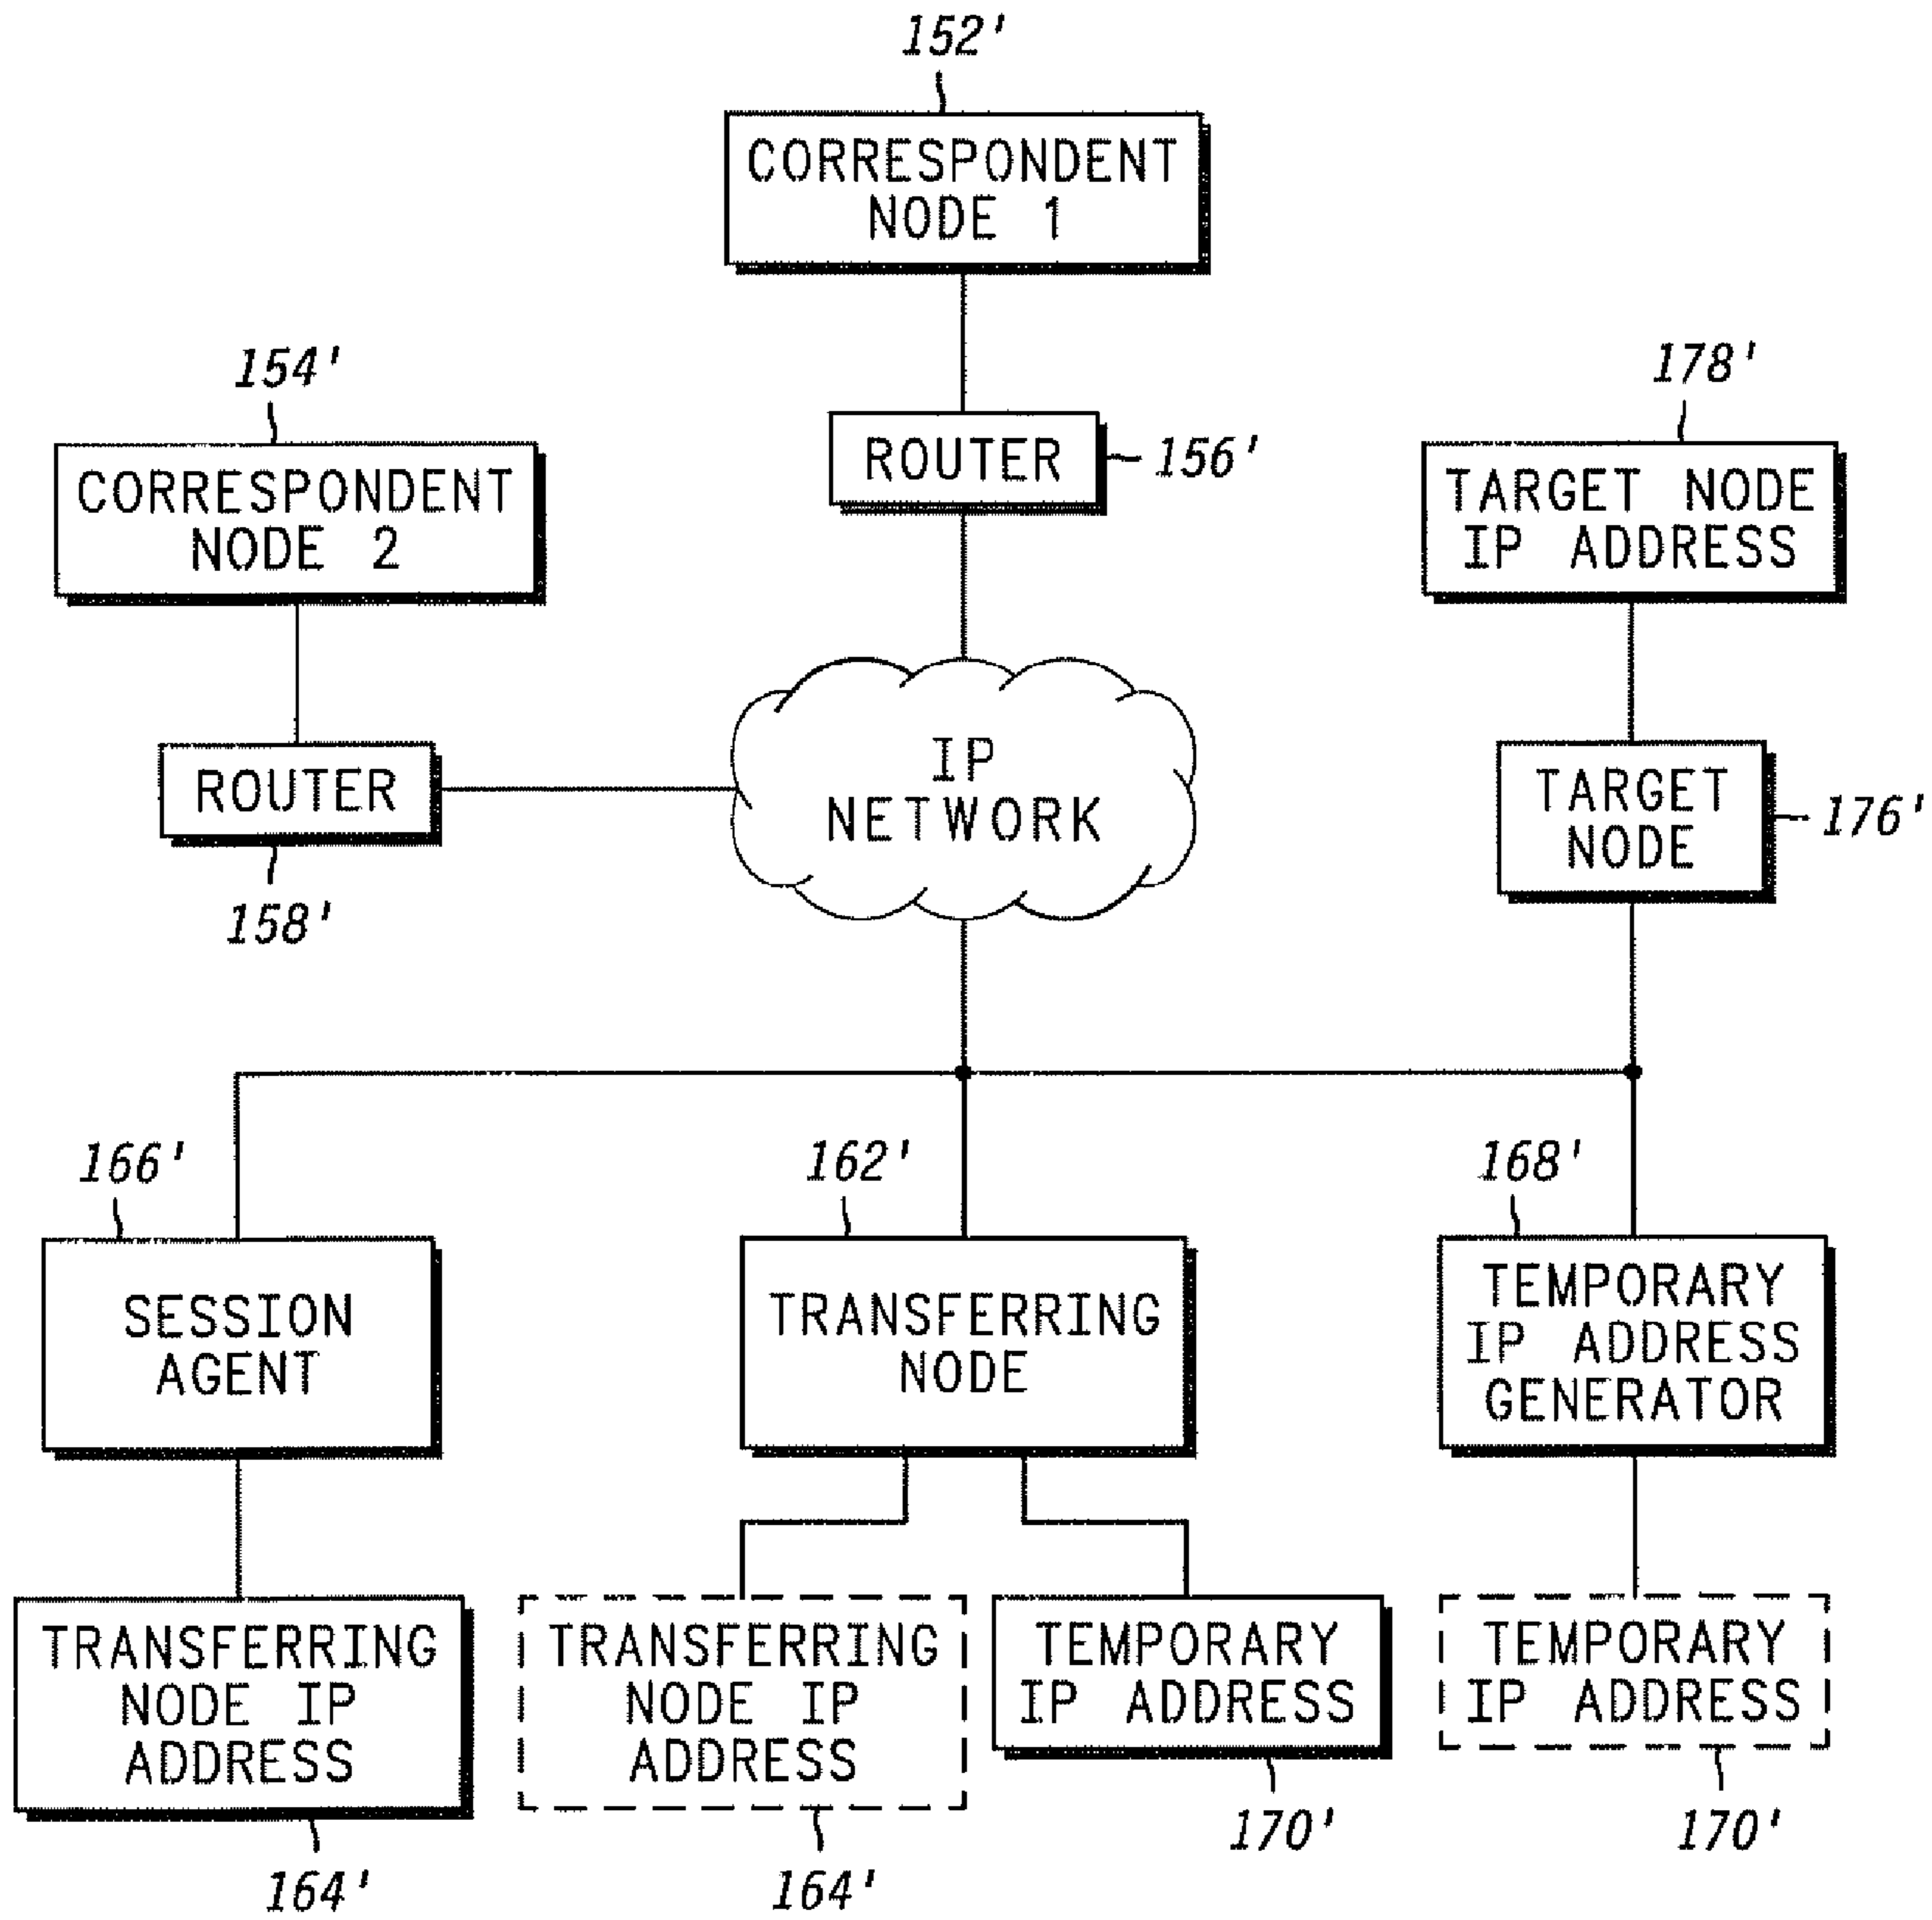 152'
CORRESPONDENT
NODE 1
154'
CORRESPONDENT
NODE 2
ROUTER
156'
178'
TARGET NODE
IP ADDRESS
ROUTER
158'
IP
NETWORK
TARGET
NODE
176'
166'
SESSION
AGENT
162'
TRANSFERRING
NODE
168'
TEMPORARY
IP ADDRESS
GENERATOR
TRANSFERRING
NODE IP
ADDRESS
164'
TRANSFERRING
NODE IP
ADDRESS
164'
TEMPORARY
IP ADDRESS
170'
TEMPORARY
IP ADDRESS
170'